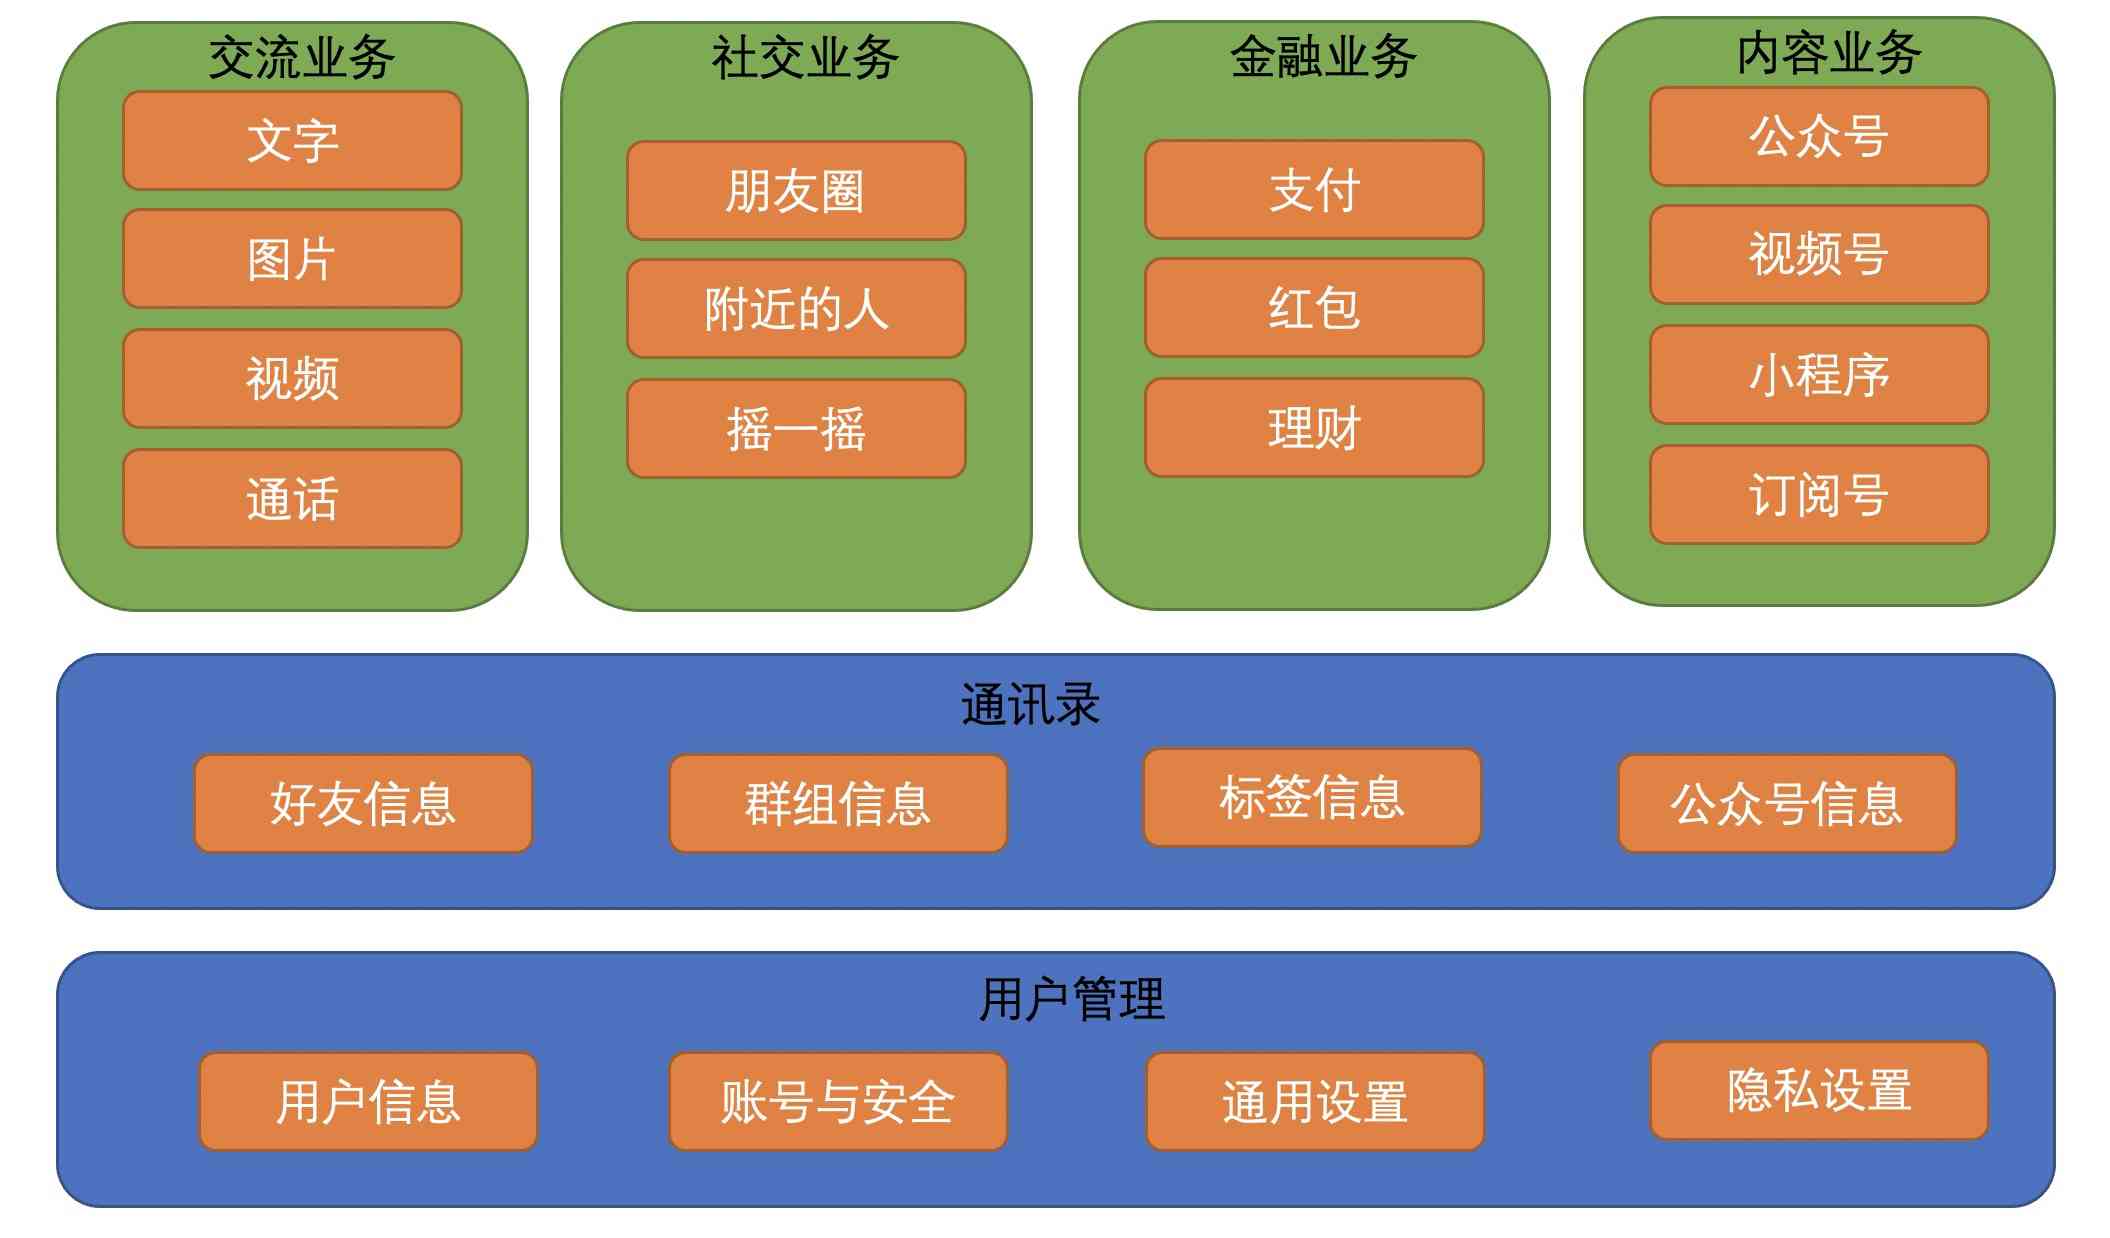 交流业务
文字
图片
视频
通话
社交业务
朋友圈
附近的人
摇一摇
金融业务
支付
红包
理财
内容业务
公众号
视频号
小程序
订阅号
通讯录
好友信息
群组信息
标签信息
公众号信息
用户管理
用户信息
账号与安全
通用设置
隐私设置